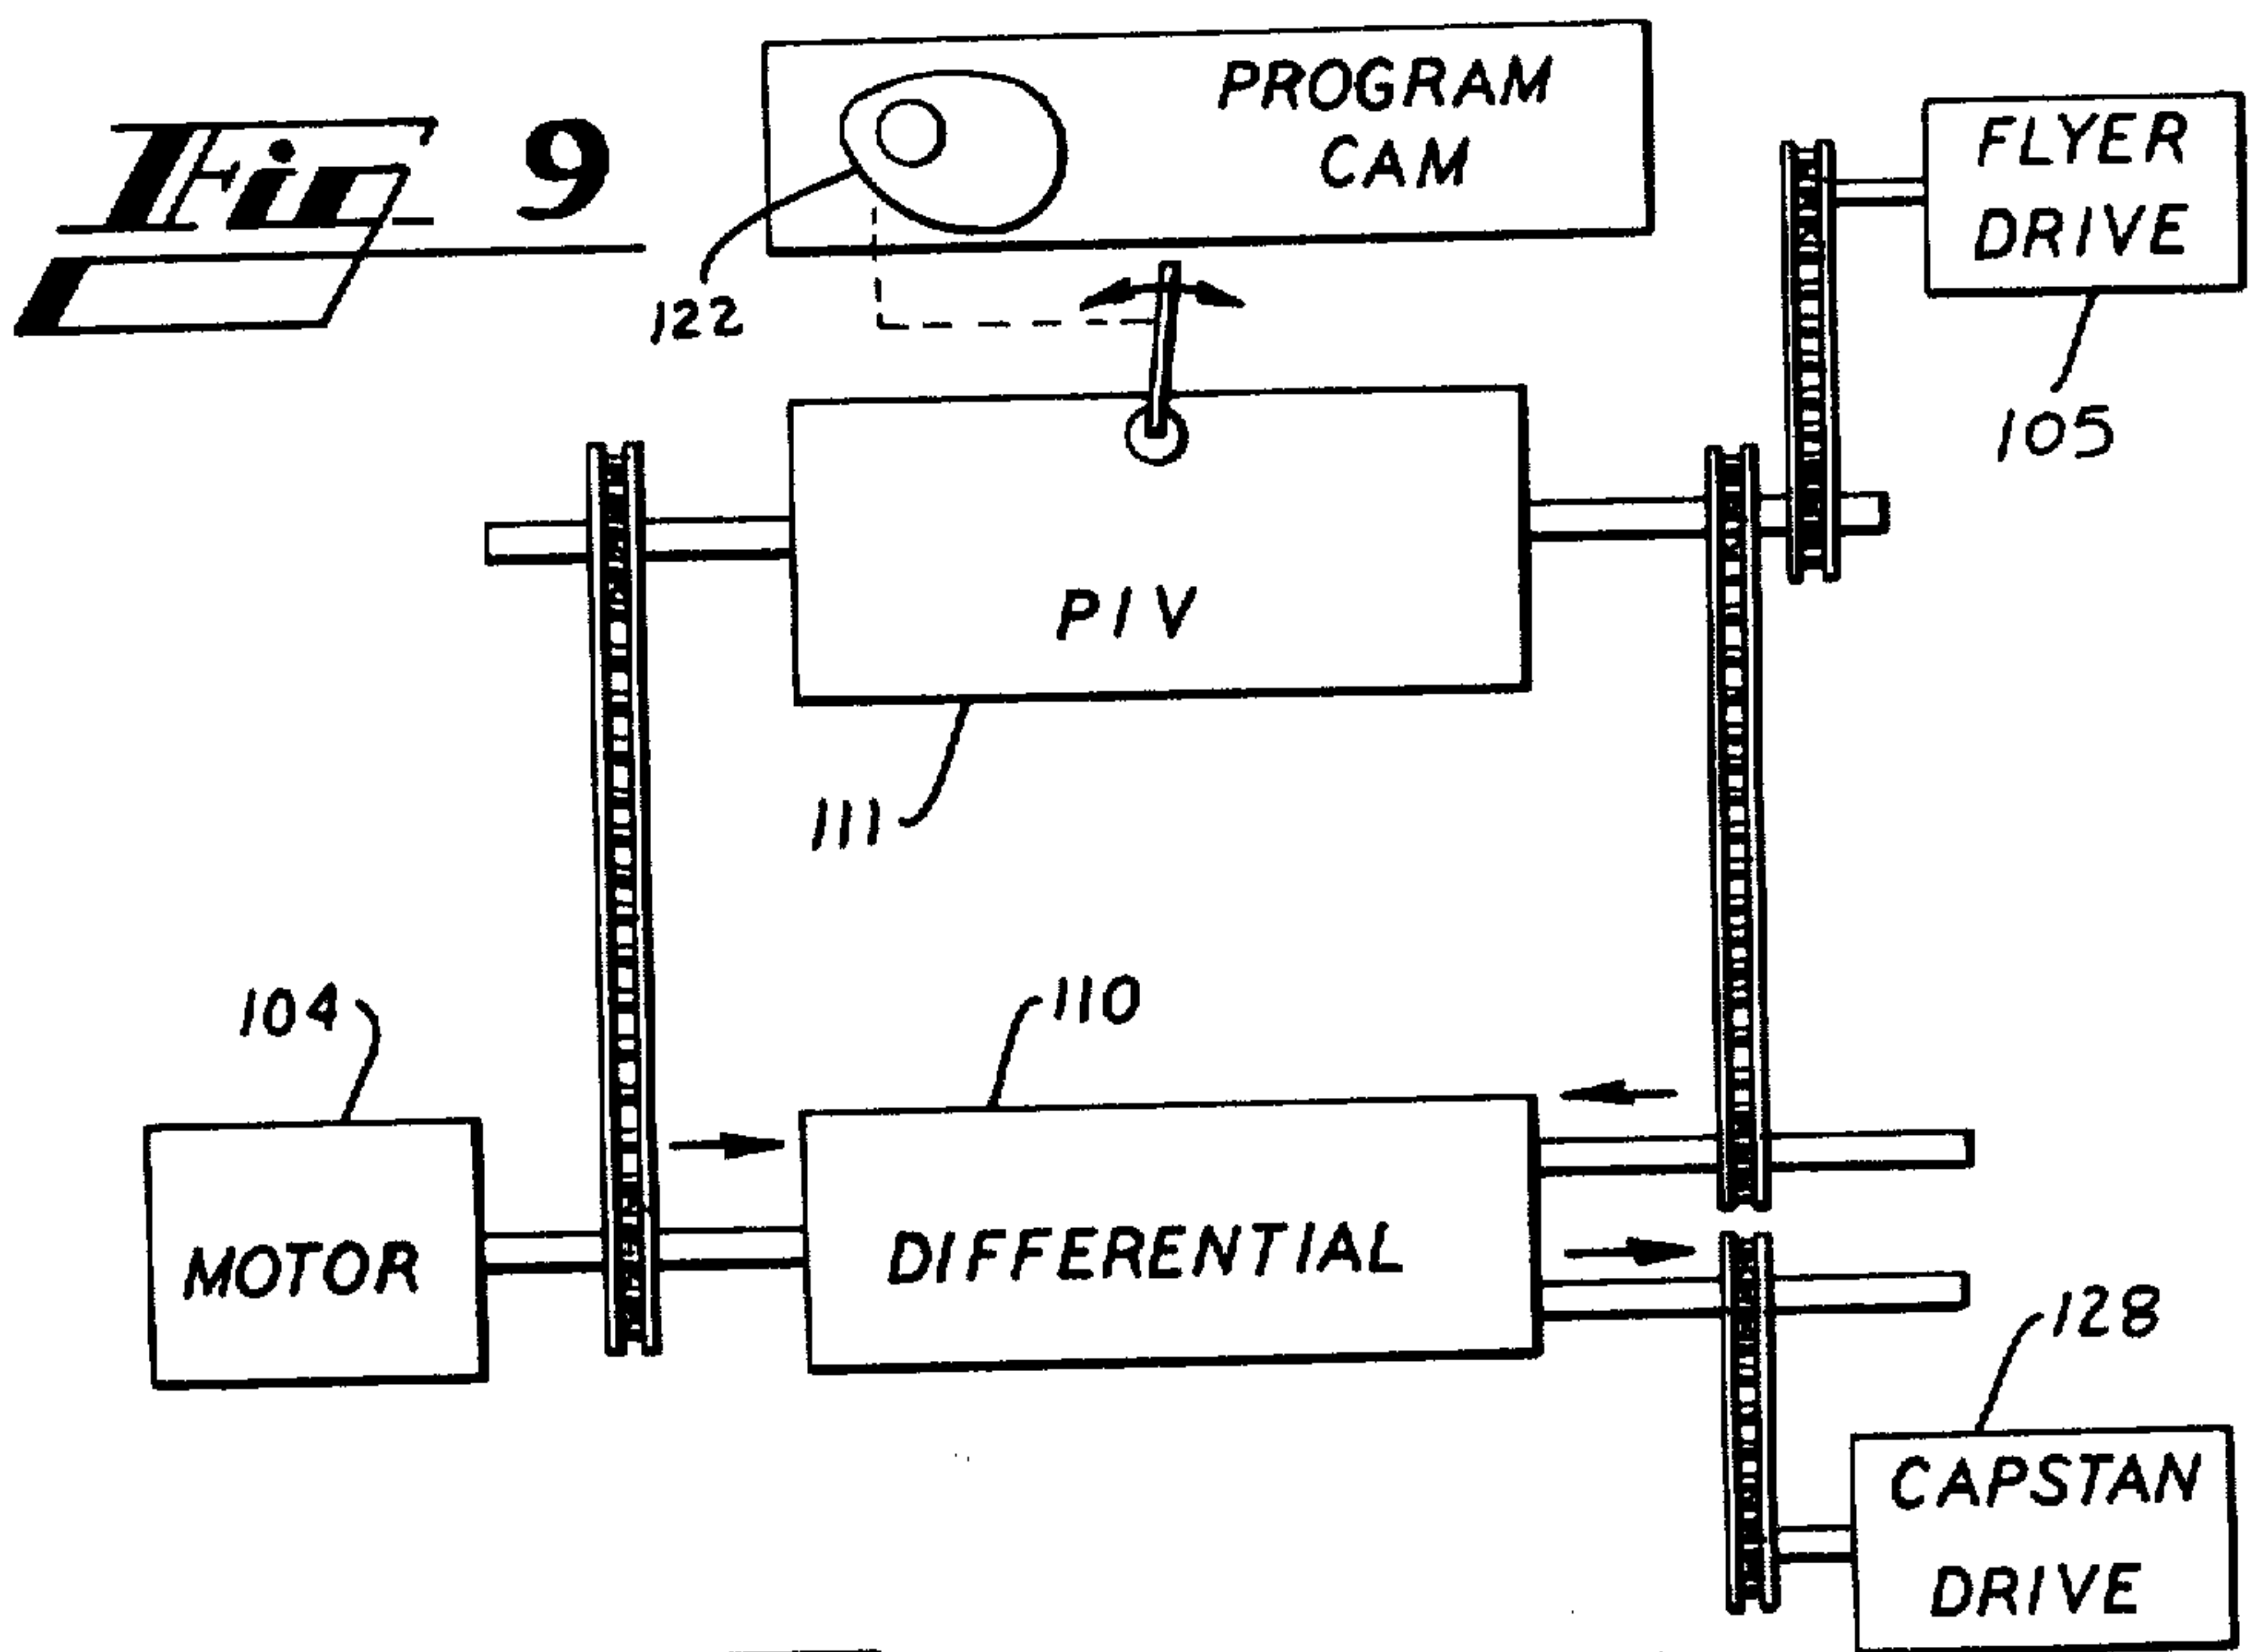 Fig. 9
PROGRAM
CAM
FLYER
DRIVE
122
105
PIV
111
104
110
MOTOR
DIFFERENTIAL
128
CAPSTAN
DRIVE